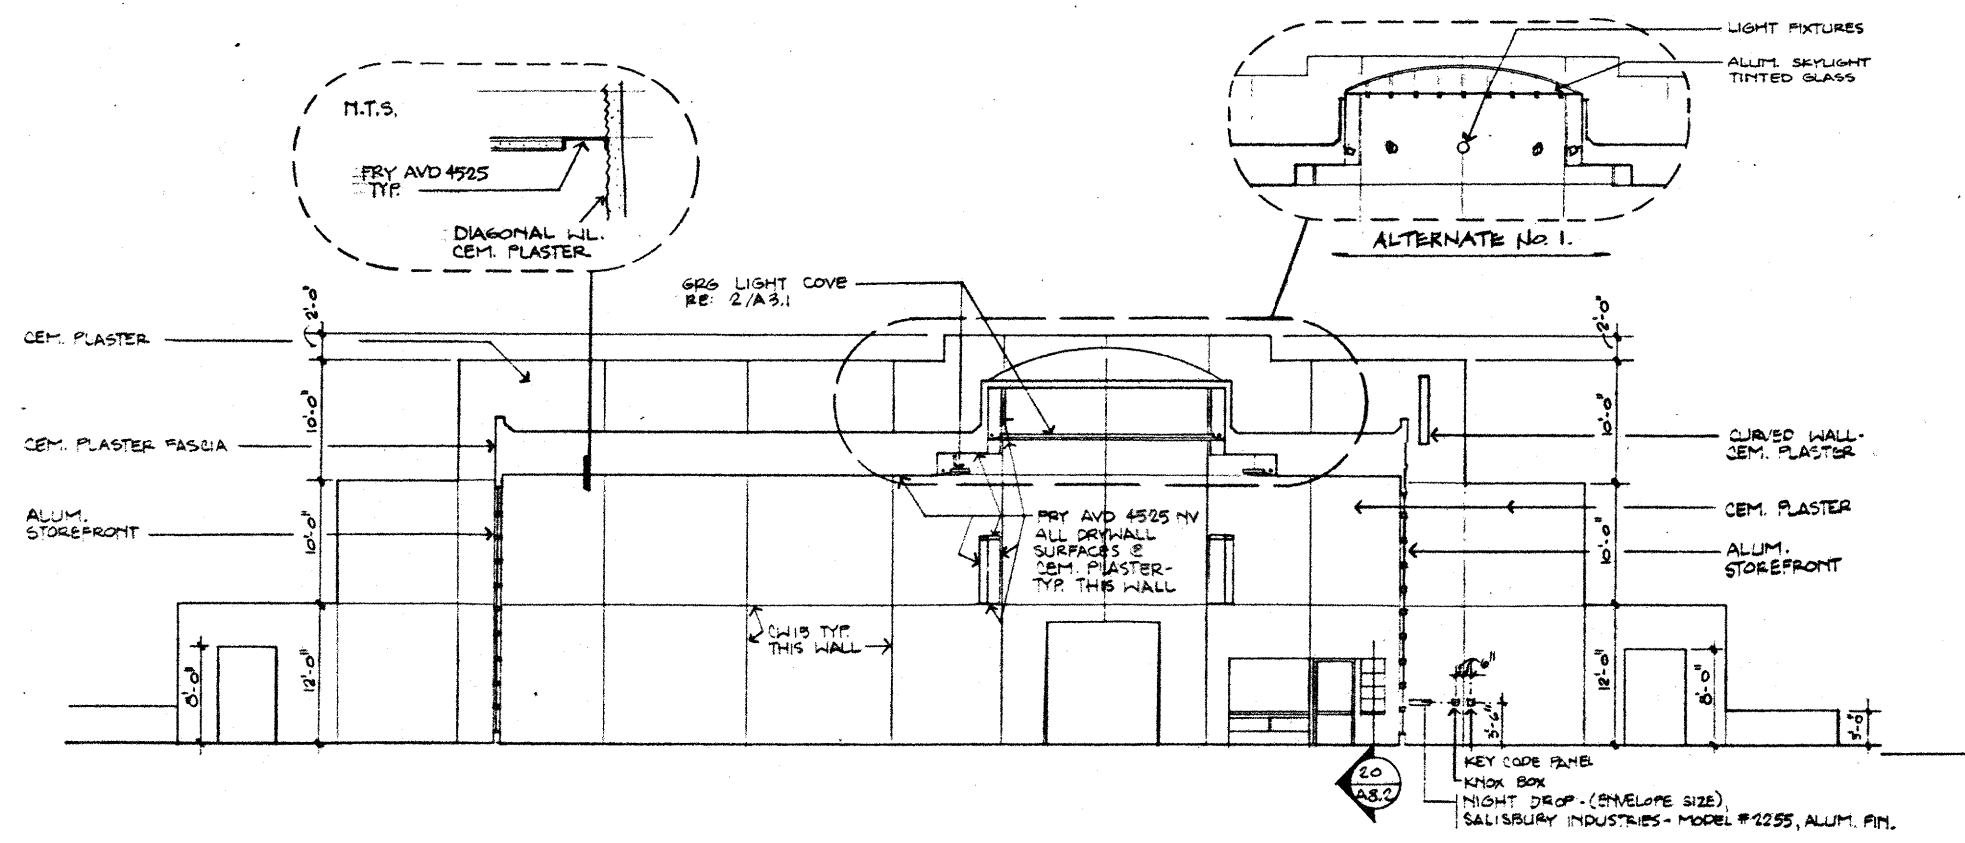 LIGHT FIXTURES
ALUM. SKYLIGHT
TINTED GLASS
N.T.S.
FRY AVD 4525
TYP.
DIAGONAL WL.
CEM. PLASTER
ALTERNATE NO. 1.
GRG LIGHT COVE
RE: 2/A3.1
2'-0"
2'-0"
CEM. PLASTER
10'-0"
10'-0"
CEM. PLASTER FASCIA
CURVED WALL-
CEM. PLASTER
ALUM.
STOREFRONT
10'-0"
FRY AVD 4525 NV
ALL DRYWALL
SURFACES @
CEM. PLASTER-
TYP. THIS WALL
10'-0"
CEM. PLASTER
ALUM.
STOREFRONT
CW15 TYP.
THIS WALL
8'-0"
12'-0"
6"
3'-6"
12'-0"
8'-0"
3'-0"
20
A8.2
KEY CODE PANEL
KNOX BOX
NIGHT DROP - (ENVELOPE SIZE),
SALISBURY INDUSTRIES - MODEL #2255, ALUM. FIN.